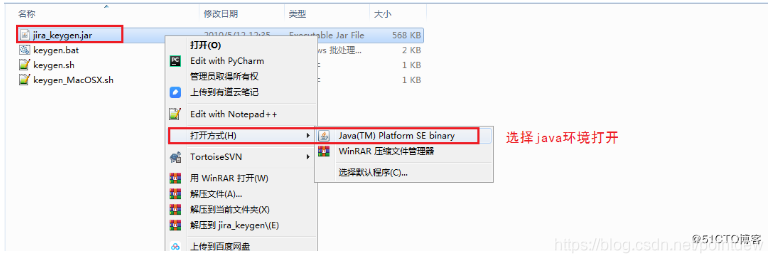 名称 修改日期 类型 大小
jira_keygen.jar 2019/5/12 12:35 Executable Jar File 568 KB
keygen.bat ws 批处理... 2 KB
keygen.sh 件 1 KB
keygen_MacOSX.sh 件 1 KB
打开(O)
Edit with PyCharm
管理员取得所有权
上传到有道云笔记
Edit with Notepad++
打开方式(H)
Java(TM) Platform SE binary
选择java环境打开
WinRAR 压缩文件管理器
TortoiseSVN
选择默认程序(C)...
用 WinRAR 打开(W)
解压文件(A)...
解压到当前文件夹(X)
解压到 jira_keygen\(E)
上传到百度网盘
@51CTO博客